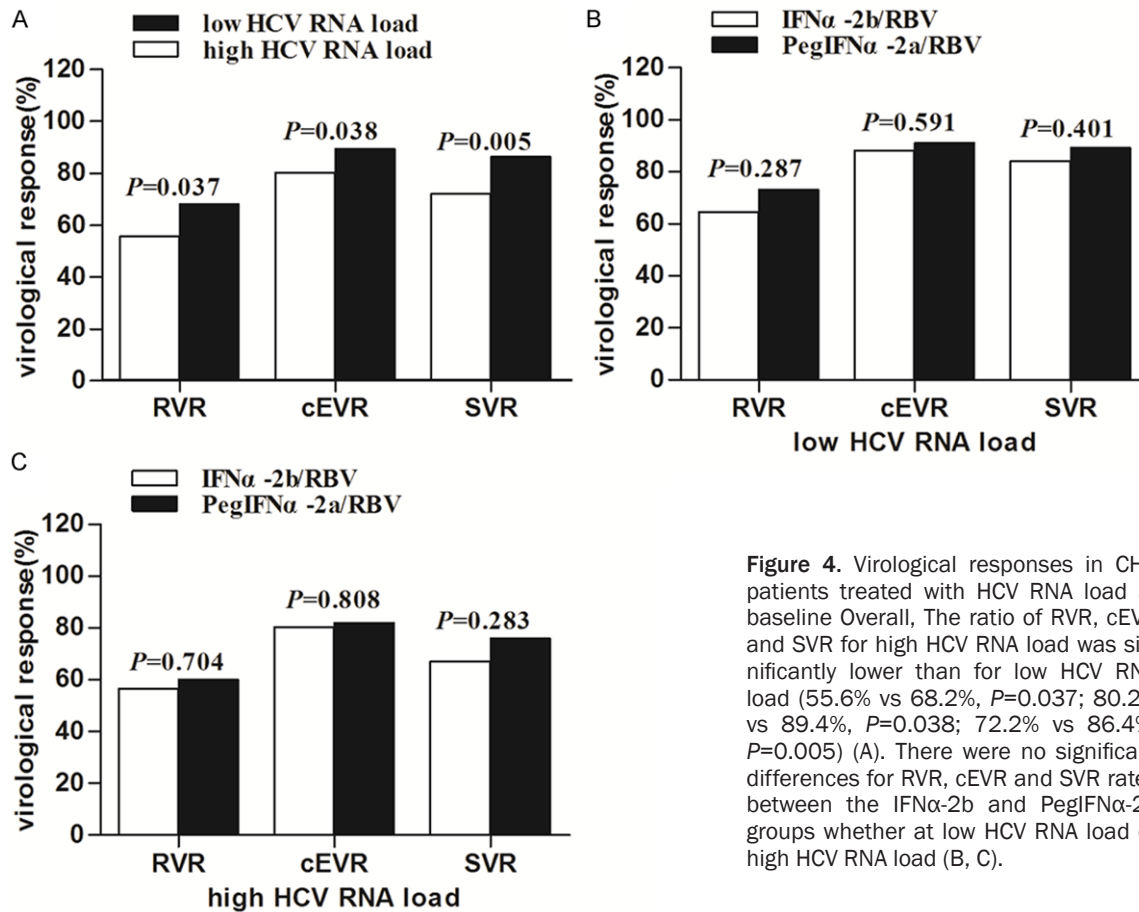 A
low HCV RNA load
high HCV RNA load
virological response(%)
120
100
80
60
40
20
0
P=0.037
P=0.038
P=0.005
RVR cEVR SVR
B
IFNα -2b/RBV
PegIFNα -2a/RBV
virological response(%)
120
100
80
60
40
20
0
P=0.287
P=0.591
P=0.401
RVR cEVR SVR
low HCV RNA load
C
IFNα -2b/RBV
PegIFNα -2a/RBV
virological response(%)
120
100
80
60
40
20
0
P=0.704
P=0.808
P=0.283
RVR cEVR SVR
high HCV RNA load
Figure 4. Virological responses in CH
patients treated with HCV RNA load
baseline Overall, The ratio of RVR, cEV
and SVR for high HCV RNA load was si
nificantly lower than for low HCV RN
load (55.6% vs 68.2%, P=0.037; 80.2
vs 89.4%, P=0.038; 72.2% vs 86.4%
P=0.005) (A). There were no significa
differences for RVR, cEVR and SVR rate
between the IFNα-2b and PegIFNα-2
groups whether at low HCV RNA load
high HCV RNA load (B, C).